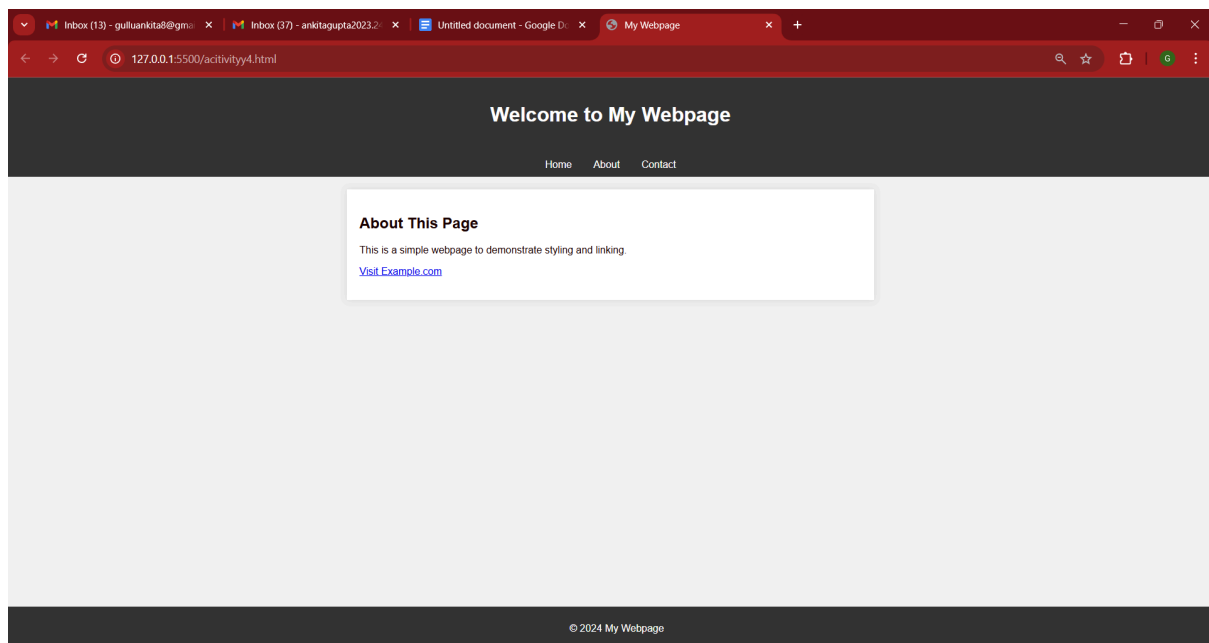 Inbox (13) - gulluankita8@gma
Inbox (37) - ankitagupta2023.2
Untitled document - Google Do
My Webpage
127.0.0.1:5500/acitivityy4.html
G
Welcome to My Webpage
Home About Contact
About This Page
This is a simple webpage to demonstrate styling and linking.
Visit Example.com
© 2024 My Webpage